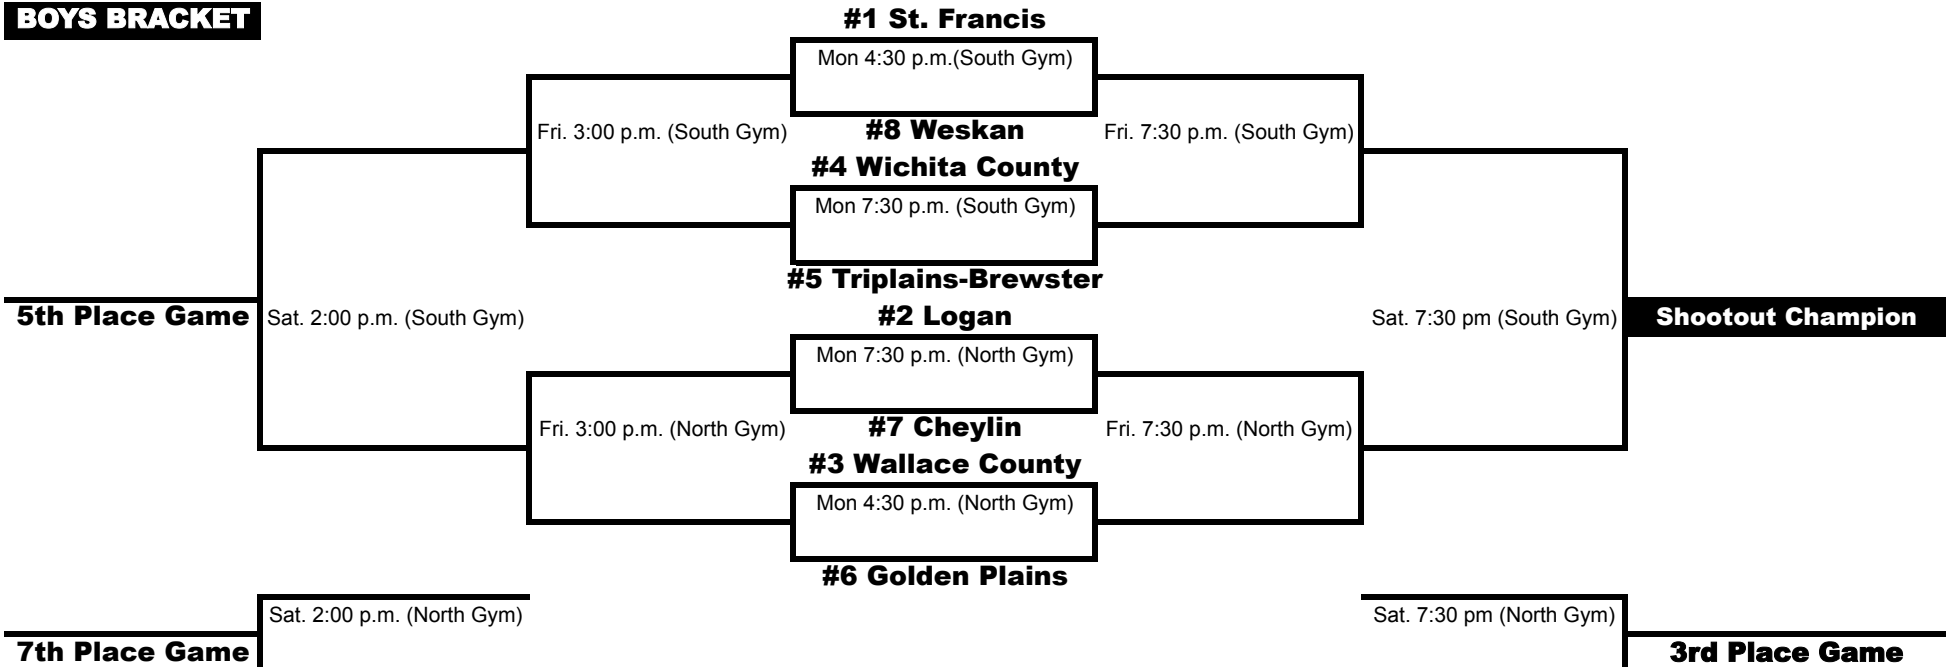 BOYS BRACKET
#1 St. Francis
Mon 4:30 p.m.(South Gym)
Fri. 3:00 p.m. (South Gym)
#8 Weskan
Fri. 7:30 p.m. (South Gym)
#4 Wichita County
Mon 7:30 p.m. (South Gym)
#5 Triplains-Brewster
5th Place Game
Sat. 2:00 p.m. (South Gym)
#2 Logan
Sat. 7:30 pm (South Gym)
Shootout Champion
Mon 7:30 p.m. (North Gym)
Fri. 3:00 p.m. (North Gym)
#7 Cheylin
Fri. 7:30 p.m. (North Gym)
#3 Wallace County
Mon 4:30 p.m. (North Gym)
#6 Golden Plains
Sat. 2:00 p.m. (North Gym)
Sat. 7:30 pm (North Gym)
7th Place Game
3rd Place Game